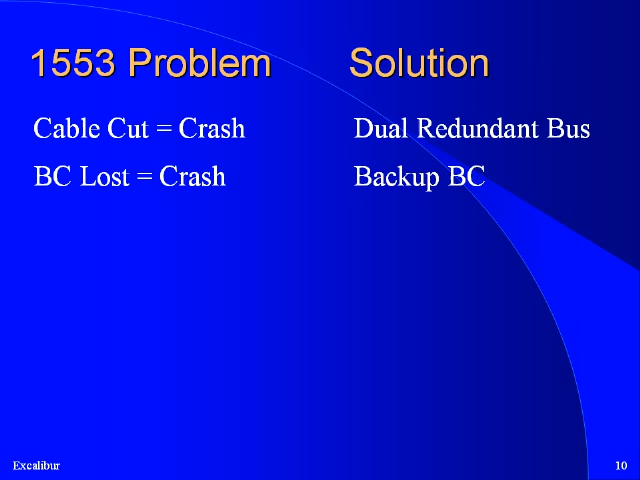 1553 Problem Solution
Cable Cut = Crash Dual Redundant Bus
BC Lost = Crash Backup BC
Excalibur 10